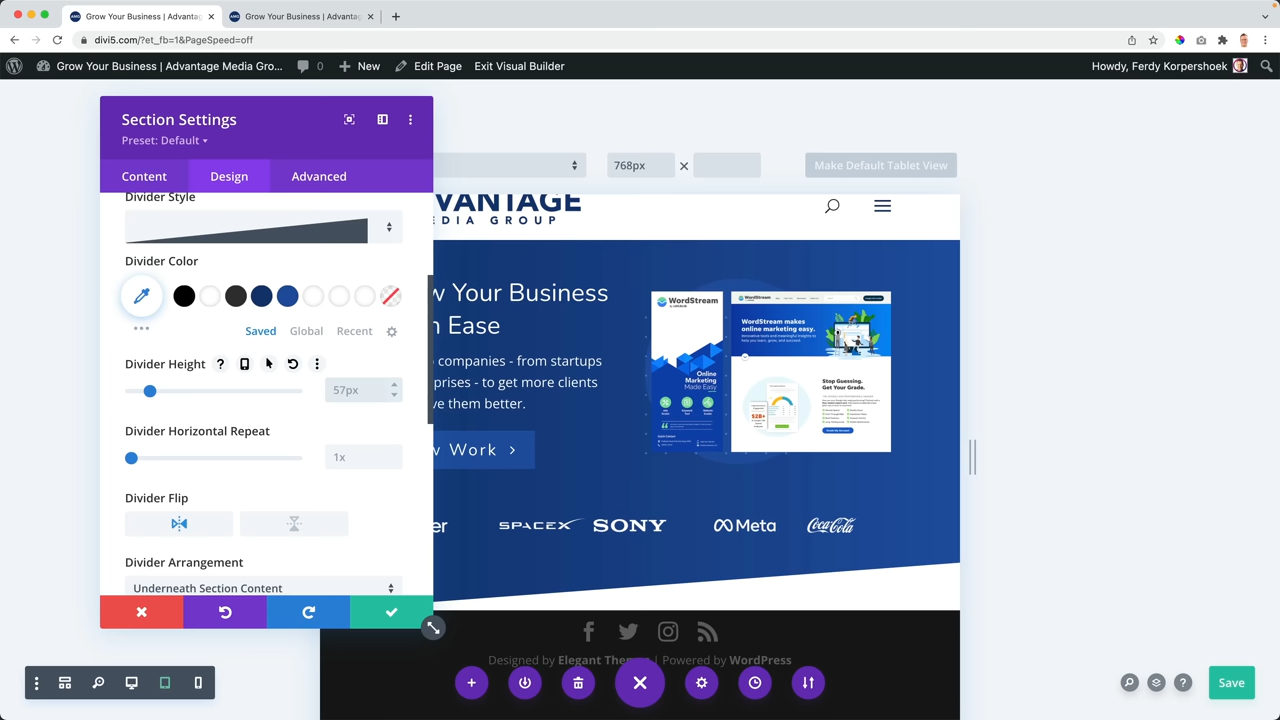 Grow Your Business | Advantag
Grow Your Business | Advantag
divi5.com/?et_fb=1&PageSpeed=off
Grow Your Business | Advantage Media Gro... 0 New Edit Page Exit Visual Builder Howdy, Ferdy Korpershoek
Section Settings
Preset: Default
Content Design Advanced
768px × Make Default Tablet View
Divider Style
Divider Color
Saved Global Recent
Divider Height ?
57px
Horizontal Repeat
1x
Divider Flip
Divider Arrangement
Underneath Section Content
VANTAGE
EDIA GROUP
w Your Business
Ease
companies - from startups
prises - to get more clients
ve them better.
w Work
WordStream
Online
Marketing
Made Easy
WordStream
WordStream makes
online marketing easy.
Stop Guessing.
Get Your Grade.
$2B+
er SPACEX SONY Meta Coca-Cola
Designed by Elegant Themes | Powered by WordPress
? Save